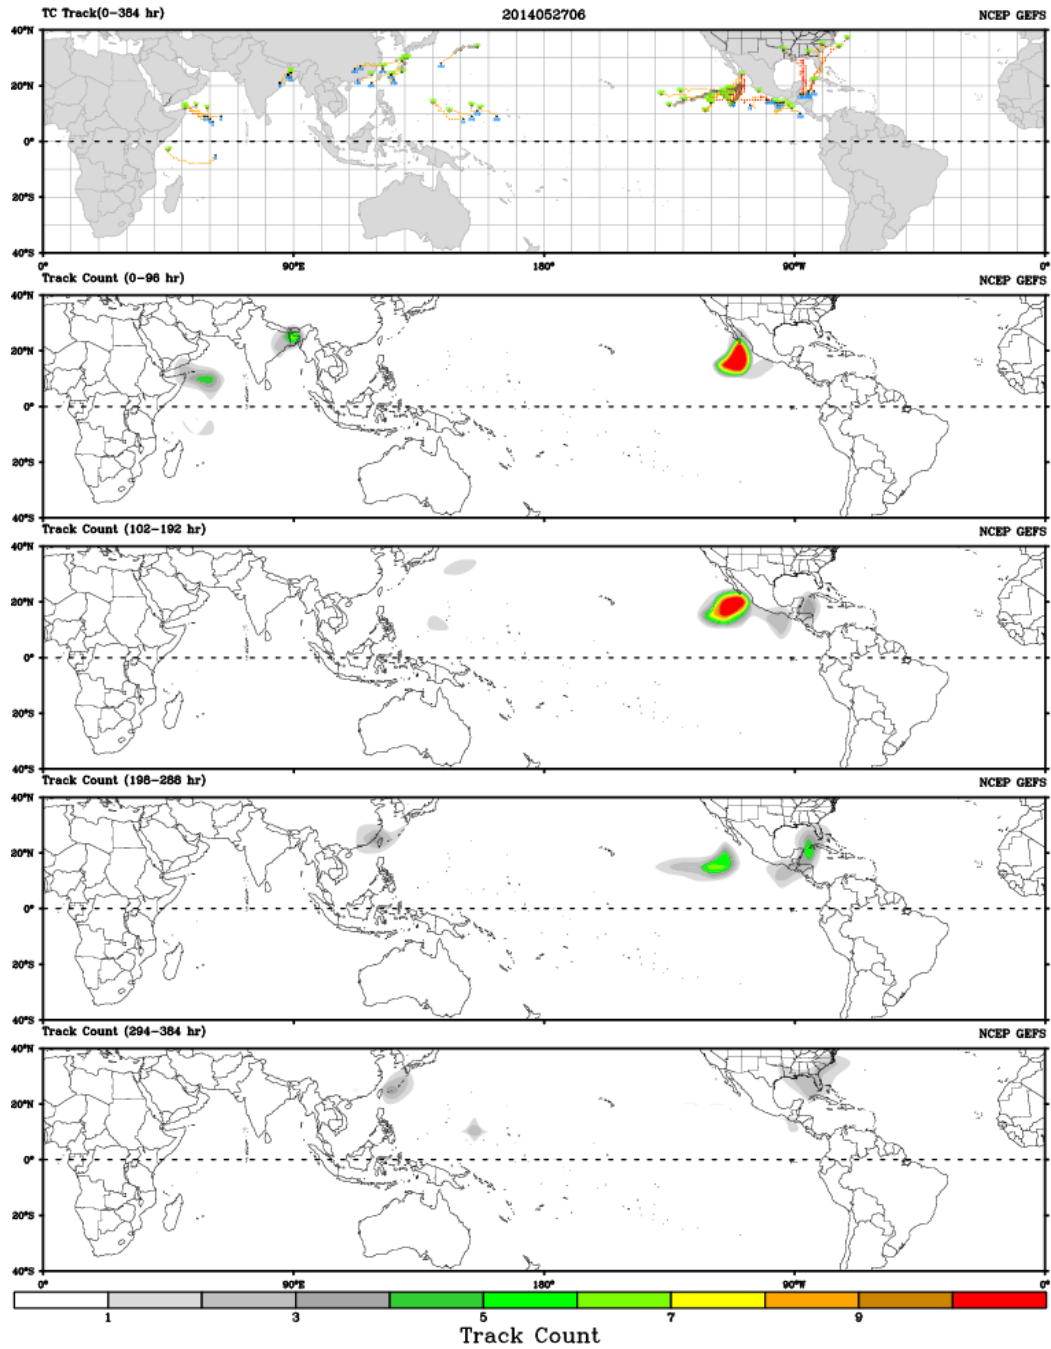 TC Track(0-384 hr) 2014052706 NCEP GEFS
40°N
20°N
0°
20°S
40°S
0° 90°E 180° 90°W 0°
Track Count (0-96 hr) NCEP GEFS
40°N
20°N
0°
20°S
40°S
Track Count (102-192 hr) NCEP GEFS
40°N
20°N
0°
20°S
40°S
Track Count (198-288 hr) NCEP GEFS
40°N
20°N
0°
20°S
40°S
Track Count (294-384 hr) NCEP GEFS
40°N
20°N
0°
20°S
40°S
0° 90°E 180° 90°W 0°
1 3 5 7 9
Track Count